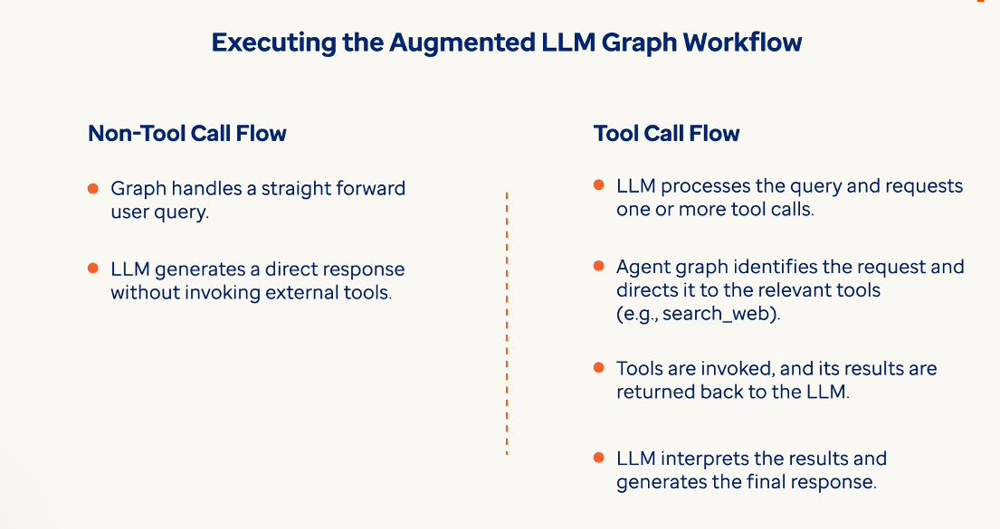 Executing the Augmented LLM Graph Workflow
Non-Tool Call Flow
Graph handles a straight forward
user query.
LLM generates a direct response
without invoking external tools.
Tool Call Flow
LLM processes the query and requests
one or more tool calls.
Agent graph identifies the request and
directs it to the relevant tools
(e.g., search_web).
Tools are invoked, and its results are
returned back to the LLM.
LLM interprets the results and
generates the final response.